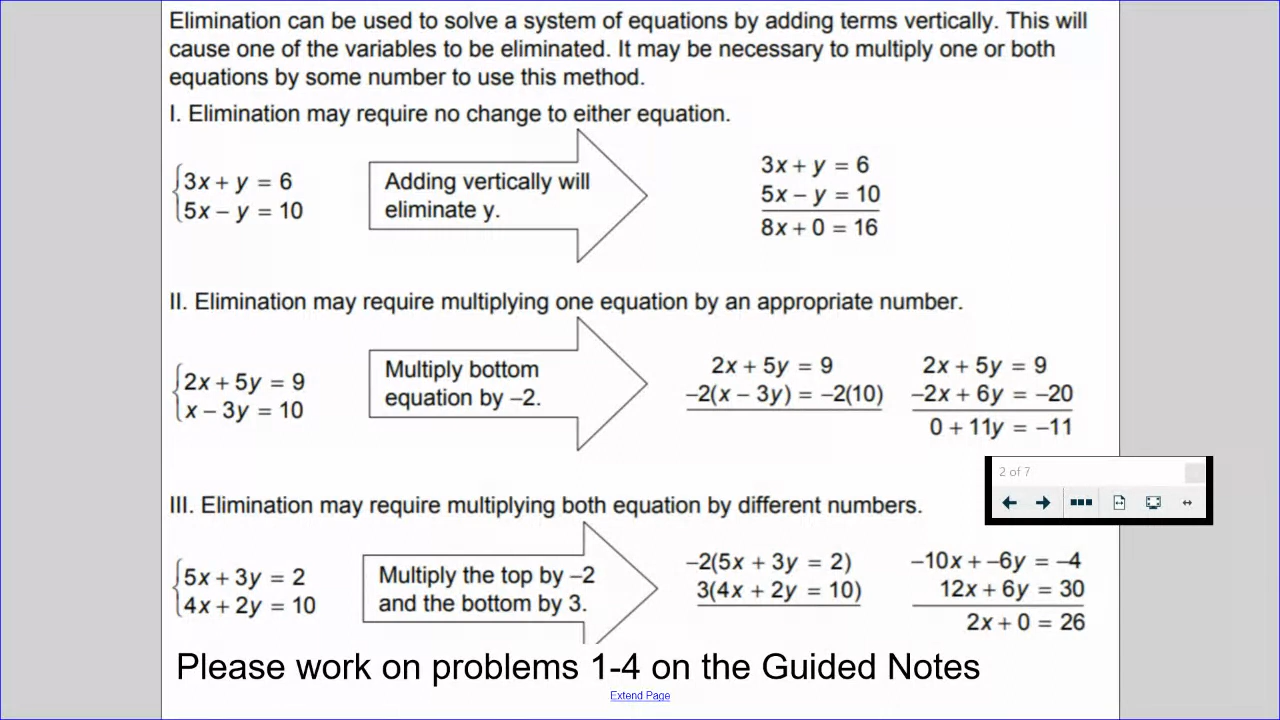 Elimination can be used to solve a system of equations by adding terms vertically. This will
cause one of the variables to be eliminated. It may be necessary to multiply one or both
equations by some number to use this method.
I. Elimination may require no change to either equation.
3x + y = 6
5x – y = 10
Adding vertically will
eliminate y.
3x + y = 6
5x – y = 10
8x + 0 = 16
II. Elimination may require multiplying one equation by an appropriate number.
2x + 5y = 9
x – 3y = 10
Multiply bottom
equation by –2.
2x + 5y = 9
–2(x – 3y) = –2(10)
2x + 5y = 9
–2x + 6y = –20
0 + 11y = –11
2 of 7
III. Elimination may require multiplying both equation by different numbers.
5x + 3y = 2
4x + 2y = 10
Multiply the top by –2
and the bottom by 3.
–2(5x + 3y = 2)
3(4x + 2y = 10)
–10x + –6y = –4
12x + 6y = 30
2x + 0 = 26
Please work on problems 1-4 on the Guided Notes
Extend Page